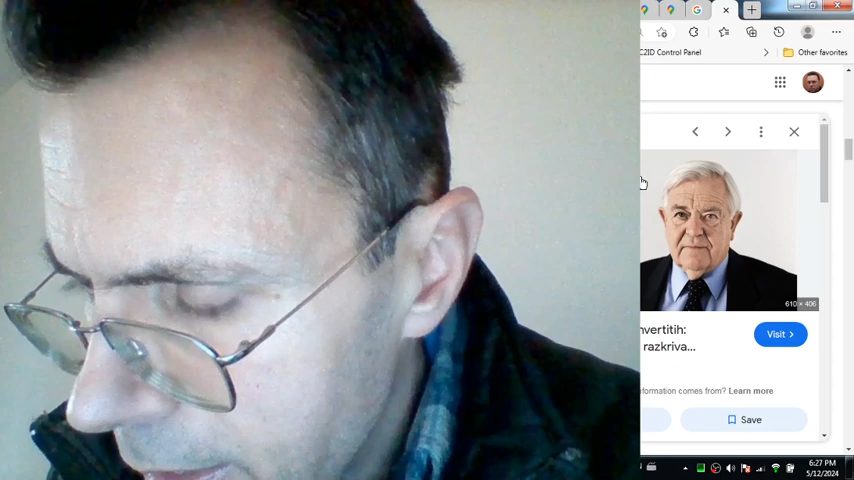 C2ID Control Panel
Other favorites
610 × 406
nvertitih:
razkriva...
Visit
nformation comes from? Learn more
Save
6:27 PM
5/12/2024